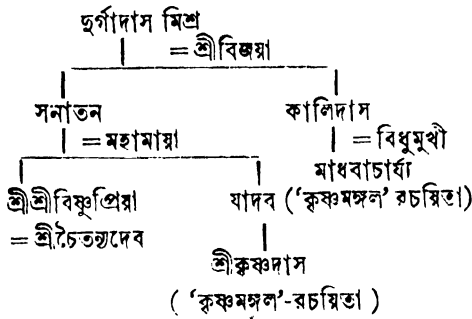 দুর্গাদাস মিশ্র
= শ্রীবিজয়া
সনাতন কালিদাস
= মহামায়া = বিধুমুখী
মাধবাচার্য্য
শ্রীশ্রীবিষ্ণুপ্রিয়া যাদব ('কৃষ্ণমঙ্গল' রচয়িতা)
= শ্রীচৈতন্যদেব
শ্রীকৃষ্ণদাস
( 'কৃষ্ণমঙ্গল'-রচয়িতা )